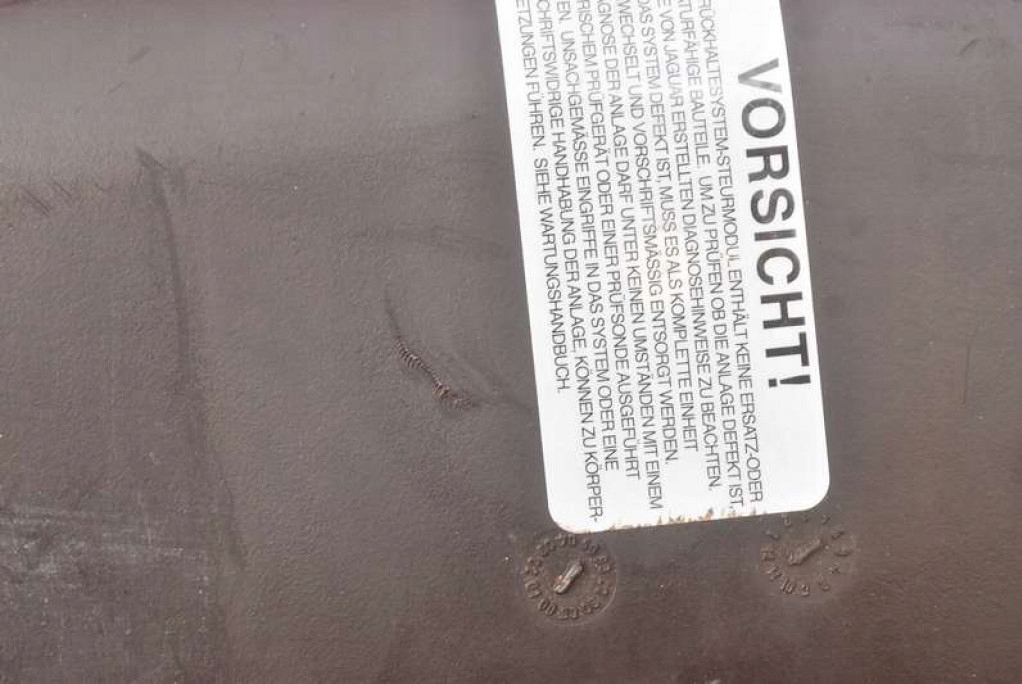 VORSICHT!
RÜCKHALTESYSTEM-STEURMODUL ENTHÄLT KEINE ERSATZ-ODER
FÄHIGE BAUTEILE. UM ZU PRÜFEN OB DIE ANLAGE DEFEKT IST,
VON JAGUAR ERSTELLTEN DIAGNOSEHINWEISE ZU BEACHTEN.
DAS SYSTEM DEFEKT IST, MUSS ES ALS KOMPLETTE EINHEIT
WECHSELT UND VORSCHRIFTSMÄSSIG ENTSORGT WERDEN.
GNOSE DER ANLAGE DARF UNTER KEINEN UMSTÄNDEN MIT EINEM
RISCHEM PRÜFGERÄT ODER EINER PRÜFSONDE AUSGEFÜHRT
EN. UNSACHGEMÄSSE EINGRIFFE IN DAS SYSTEM ODER EINE
CHRIFTSWIDRIGE HANDHABUNG DER ANLAGE, KÖNNEN ZU KÖRPER-
ETZUNGEN FÜHREN. SIEHE WARTUNGSHANDBUCH.